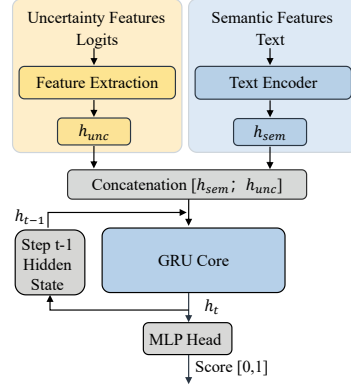 Uncertainty Features
Logits
Feature Extraction
h_unc
Semantic Features
Text
Text Encoder
h_sem
Concatenation [h_sem; h_unc]
h_t−1
Step t-1
Hidden
State
GRU Core
h_t
MLP Head
Score [0,1]